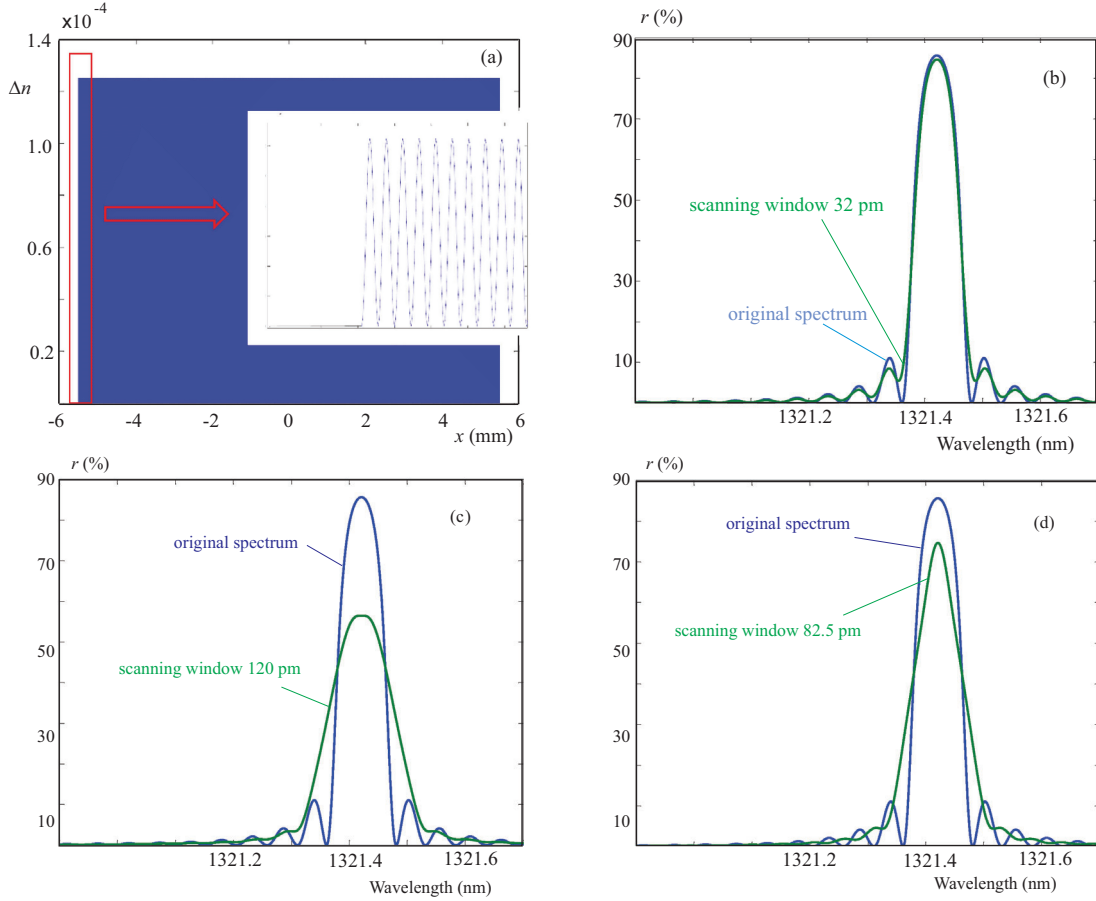 x10⁻⁴
1.4
(a)
Δn
1.0
0.6
0.2
-6
-4
-2
0
2
4
6
x (mm)
r (%)
90
(b)
70
scanning window 32 pm
50
30
original spectrum
10
1321.2
1321.4
1321.6
Wavelength (nm)
r (%)
90
(c)
original spectrum
70
50
scanning window 120 pm
30
10
1321.2
1321.4
1321.6
Wavelength (nm)
r (%)
90
original spectrum
(d)
70
scanning window 82.5 pm
50
30
10
1321.2
1321.4
1321.6
Wavelength (nm)